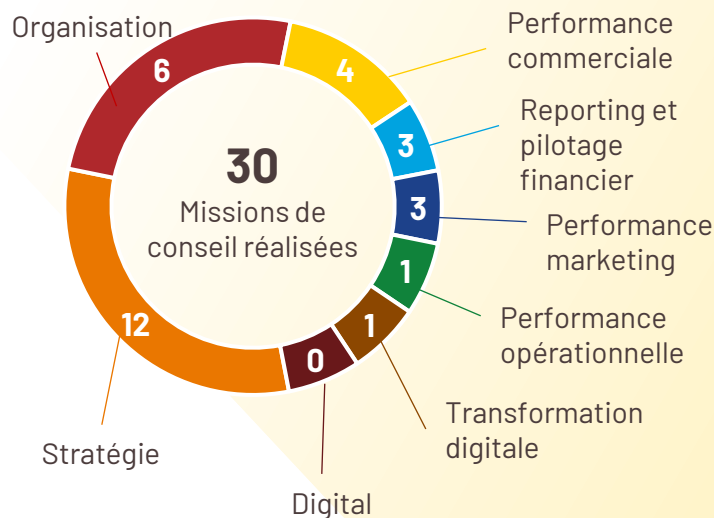 Organisation
6
4
Performance
commerciale
3
Reporting et
pilotage
financier
30
Missions de
conseil réalisées
3
Performance
marketing
1
Performance
opérationnelle
12
1
0
Transformation
digitale
Stratégie
Digital